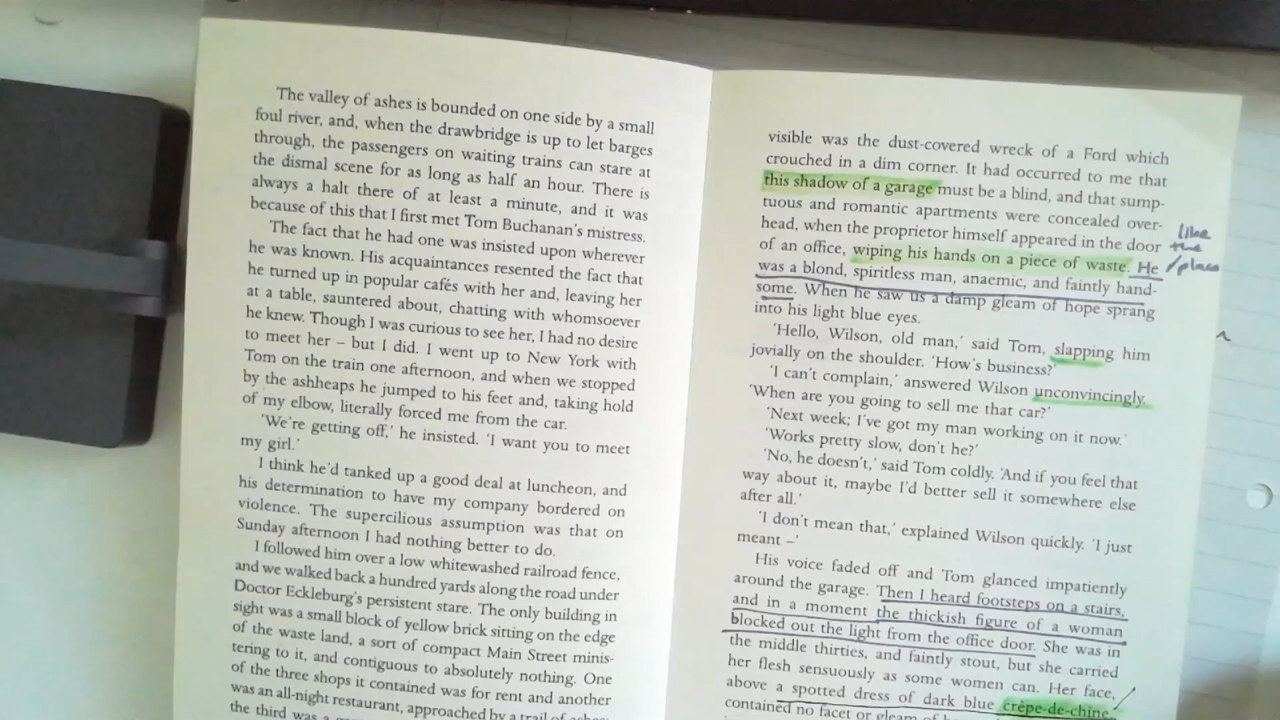 The valley of ashes is bounded on one side by a small
foul river, and, when the drawbridge is up to let barges
through, the passengers on waiting trains can stare at
the dismal scene for as long as half an hour. There is
always a halt there of at least a minute, and it was
because of this that I first met Tom Buchanan's mistress.
The fact that he had one was insisted upon wherever
he was known. His acquaintances resented the fact that
he turned up in popular cafés with her and, leaving her
at a table, sauntered about, chatting with whomsoever
he knew. Though I was curious to see her, I had no desire
to meet her – but I did. I went up to New York with
Tom on the train one afternoon, and when we stopped
by the ashheaps he jumped to his feet and, taking hold
of my elbow, literally forced me from the car.
'We're getting off,' he insisted. 'I want you to meet
my girl.'
I think he'd tanked up a good deal at luncheon, and
his determination to have my company bordered on
violence. The supercilious assumption was that on
Sunday afternoon I had nothing better to do.
I followed him over a low whitewashed railroad fence,
and we walked back a hundred yards along the road under
Doctor Eckleburg's persistent stare. The only building in
sight was a small block of yellow brick sitting on the edge
of the waste land, a sort of compact Main Street minis-
tering to it, and contiguous to absolutely nothing. One
of the three shops it contained was for rent and another
was an all-night restaurant, approached by a trail of ashes;
the third was a
visible was the dust-covered wreck of a Ford which
crouched in a dim corner. It had occurred to me that
this shadow of a garage must be a blind, and that sump-
tuous and romantic apartments were concealed over-
head, when the proprietor himself appeared in the door
of an office, wiping his hands on a piece of waste. He
was a blond, spiritless man, anaemic, and faintly hand-
some. When he saw us a damp gleam of hope sprang
into his light blue eyes.
'Hello, Wilson, old man,' said Tom, slapping him
jovially on the shoulder. 'How's business?'
'I can't complain,' answered Wilson unconvincingly.
'When are you going to sell me that car?'
'Next week; I've got my man working on it now.'
'Works pretty slow, don't he?'
'No, he doesn't,' said Tom coldly. 'And if you feel that
way about it, maybe I'd better sell it somewhere else
after all.'
'I don't mean that,' explained Wilson quickly. 'I just
meant –'
His voice faded off and Tom glanced impatiently
around the garage. Then I heard footsteps on a stairs,
and in a moment the thickish figure of a woman
blocked out the light from the office door. She was in
the middle thirties, and faintly stout, but she carried
her flesh sensuously as some women can. Her face,
above a spotted dress of dark blue crêpe-de-chine,
contained no facet or gleam of
like
the
place